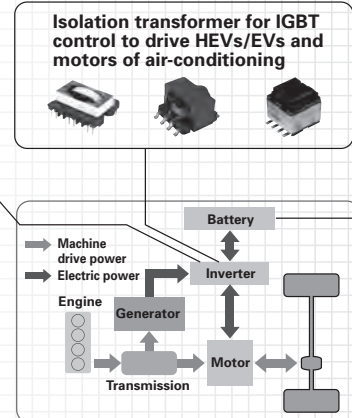 Isolation transformer for IGBT
control to drive HEVs/EVs and
motors of air-conditioning
Battery
Machine
drive power
Electric power
Inverter
Engine
Generator
Motor
Transmission